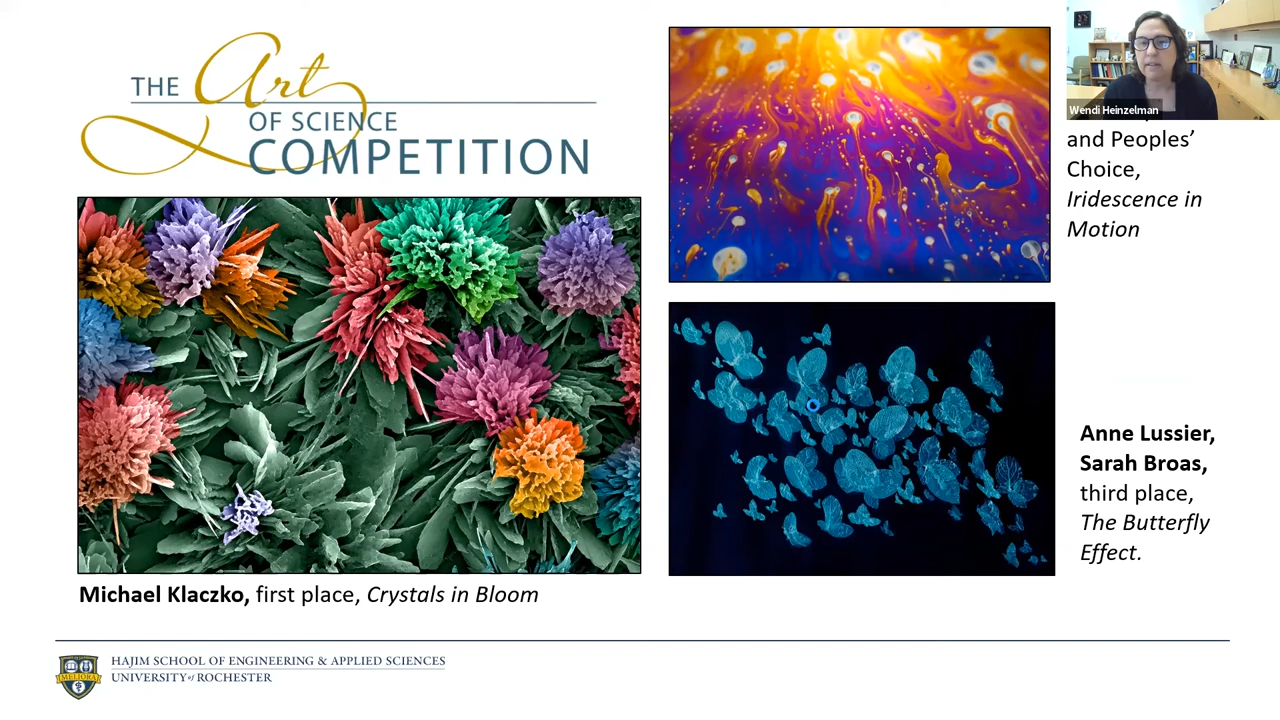 THE Art
OF SCIENCE
COMPETITION
Wendi Heinzelman
and Peoples’
Choice,
Iridescence in
Motion
Anne Lussier,
Sarah Broas,
third place,
The Butterfly
Effect.
Michael Klaczko, first place, Crystals in Bloom
MELIORA
HAJIM SCHOOL OF ENGINEERING & APPLIED SCIENCES
UNIVERSITY of ROCHESTER